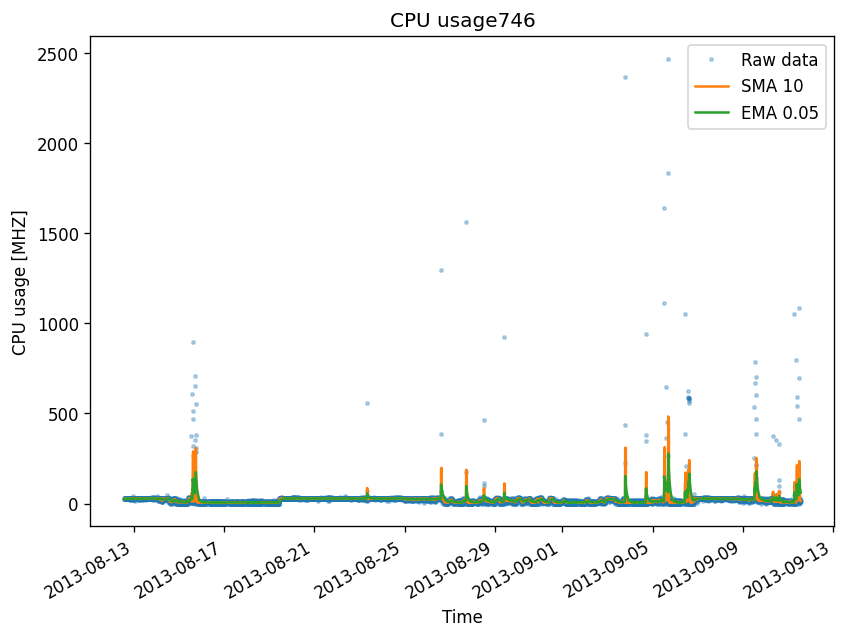 CPU usage746
Raw data
SMA 10
EMA 0.05
CPU usage [MHZ]
2500
2000
1500
1000
500
0
2013-08-13
2013-08-17
2013-08-21
2013-08-25
2013-08-29
2013-09-01
2013-09-05
2013-09-09
2013-09-13
Time